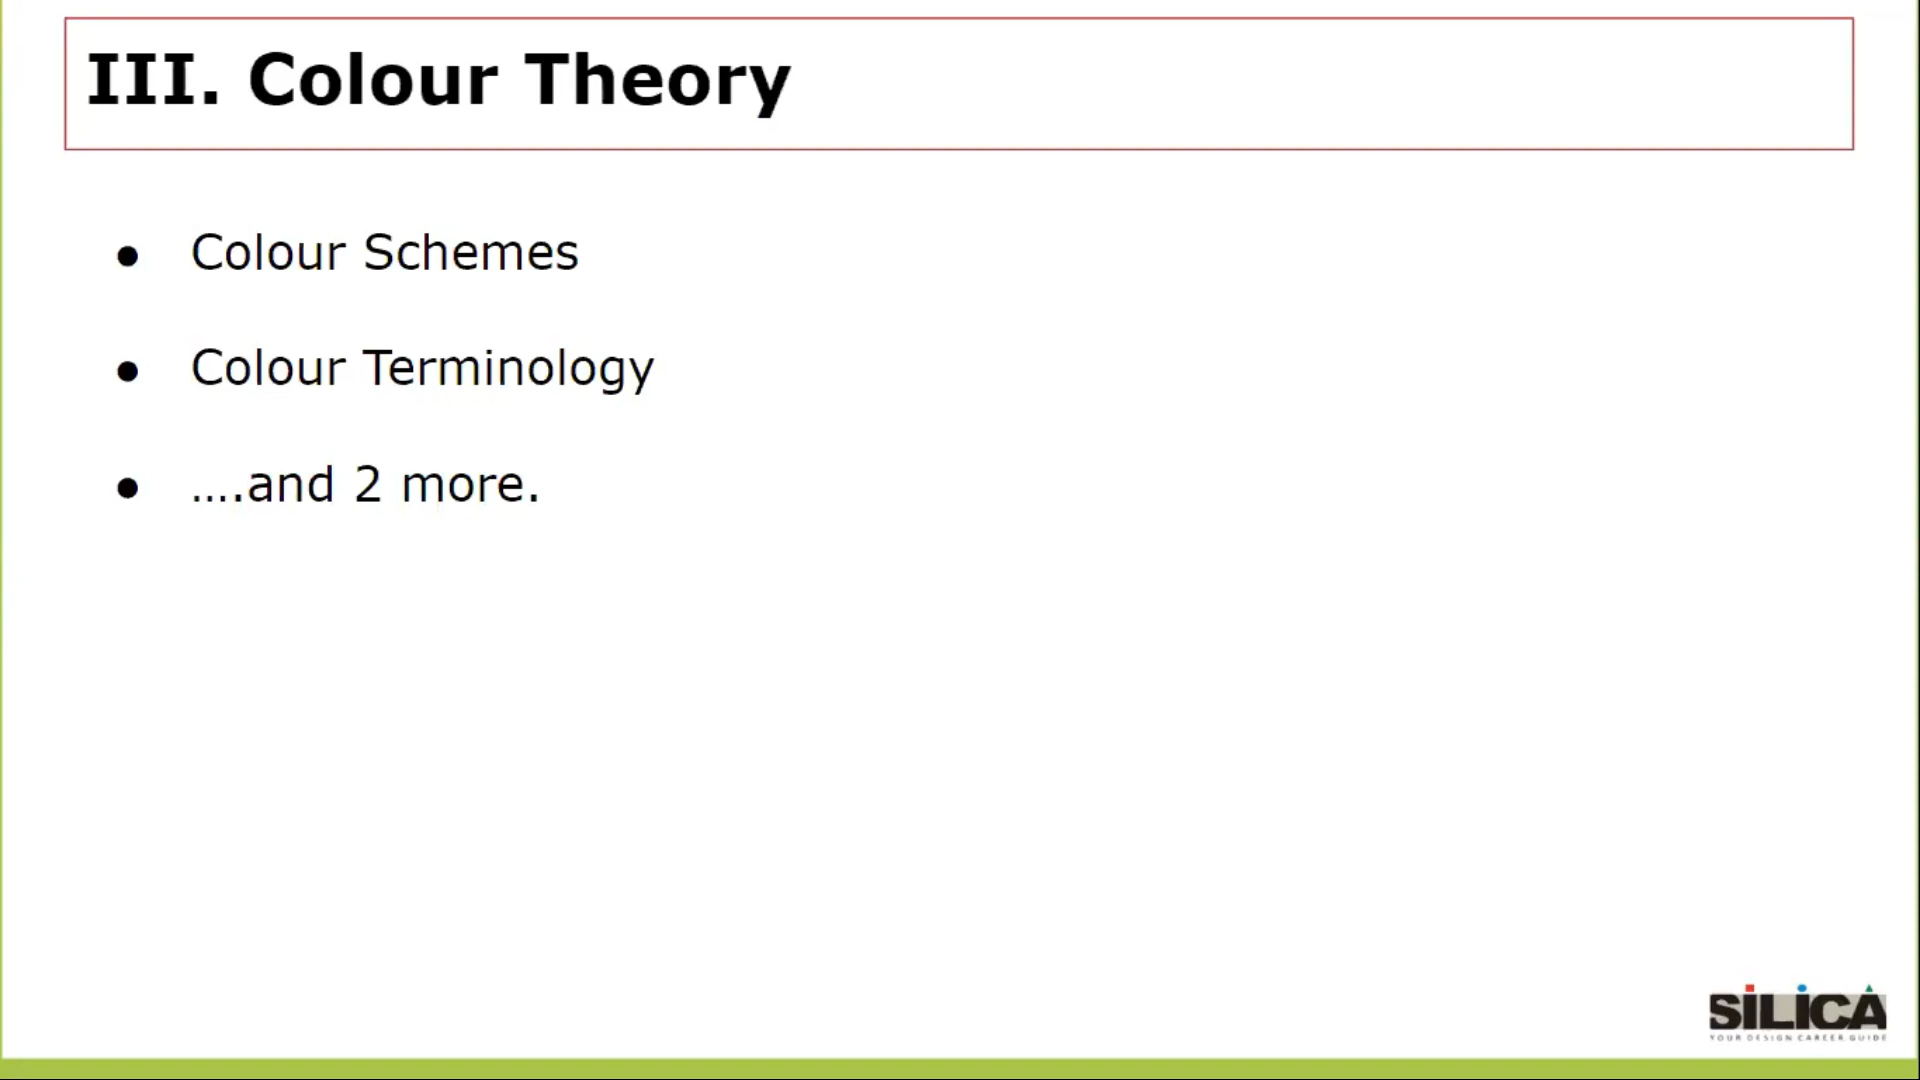 III. Colour Theory
● Colour Schemes
● Colour Terminology
● ….and 2 more.
SiLiCA
YOUR DESIGN CAREER GUIDE